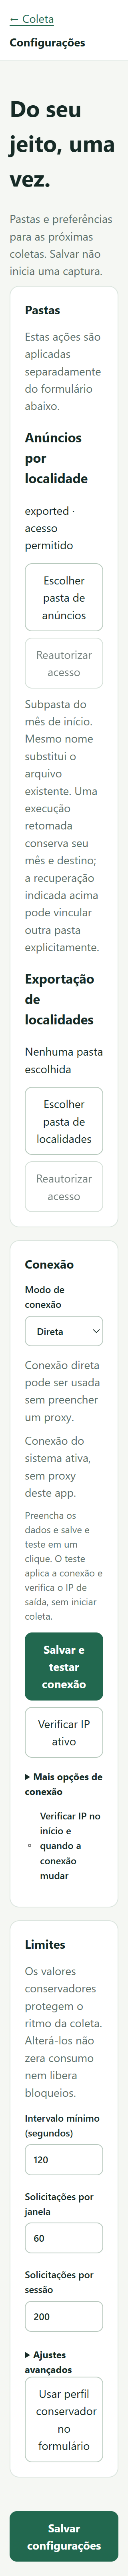 ← Coleta
Configurações
Do seu
jeito, uma
vez.
Pastas e preferências
para as próximas
coletas. Salvar não
inicia uma captura.
Pastas
Estas ações são
aplicadas
separadamente
do formulário
abaixo.
Anúncios
por
localidade
exported ·
acesso
permitido
Escolher
pasta de
anúncios
Reautorizar
acesso
Subpasta do
mês de início.
Mesmo nome
substitui o
arquivo
existente. Uma
execução
retomada
conserva seu
mês e destino;
a recuperação
indicada acima
pode vincular
outra pasta
explicitamente.
Exportação
de
localidades
Nenhuma pasta
escolhida
Escolher
pasta de
localidades
Reautorizar
acesso
Conexão
Modo de
conexão
Direta
Conexão direta
pode ser usada
sem preencher
um proxy.
Conexão do
sistema ativa,
sem proxy
deste app.
Preencha os
dados e salve e
teste em um
clique. O teste
aplica a conexão e
verifica o IP de
saída, sem iniciar
coleta.
Salvar e
testar
conexão
Verificar IP
ativo
▸ Mais opções de
conexão
Verificar IP no
início e
quando a
conexão
mudar
Limites
Os valores
conservadores
protegem o
ritmo da coleta.
Alterá-los não
zera consumo
nem libera
bloqueios.
Intervalo mínimo
(segundos)
120
Solicitações por
janela
60
Solicitações por
sessão
200
▸ Ajustes
avançados
Usar perfil
conservador
no
formulário
Salvar
configurações